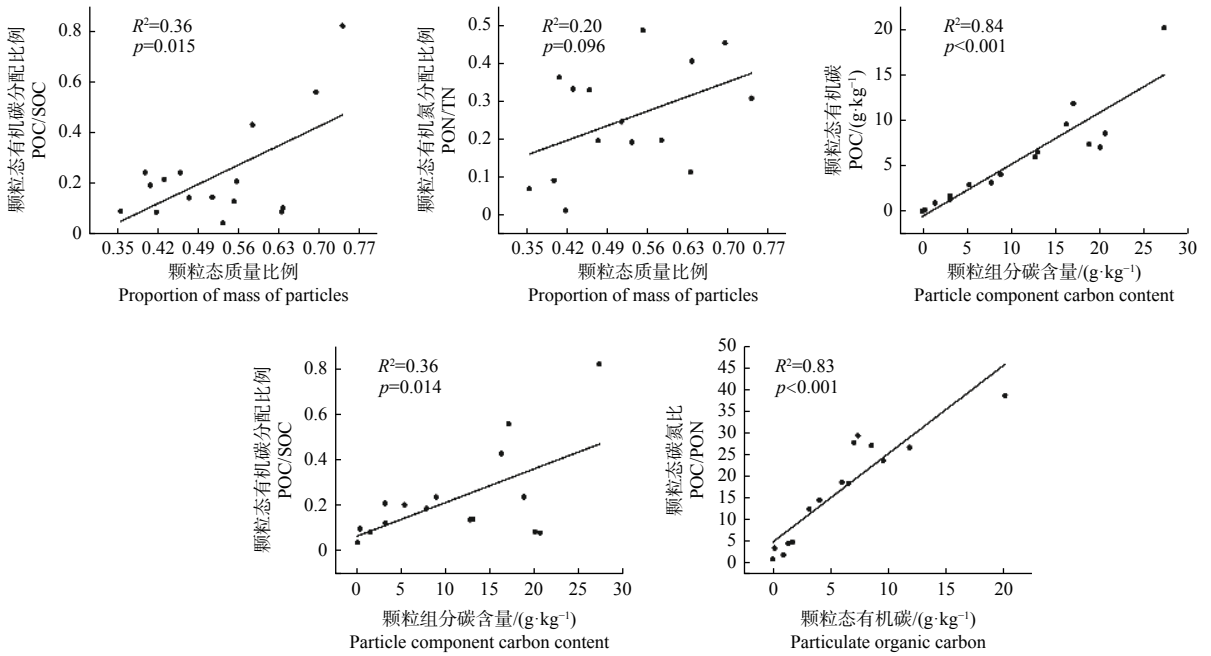 颗粒态有机碳分配比例
POC/SOC
0.8
0.6
0.4
0.2
0
R²=0.36
p=0.015
0.35 0.42 0.49 0.56 0.63 0.70 0.77
颗粒态质量比例
Proportion of mass of particles
颗粒态有机氮分配比例
PON/TN
0.5
0.4
0.3
0.2
0.1
0
R²=0.20
p=0.096
0.35 0.42 0.49 0.56 0.63 0.70 0.77
颗粒态质量比例
Proportion of mass of particles
颗粒态有机碳
POC/(g·kg⁻¹)
20
15
10
5
0
R²=0.84
p<0.001
0 5 10 15 20 25 30
颗粒组分碳含量/(g·kg⁻¹)
Particle component carbon content
颗粒态有机碳分配比例
POC/SOC
0.8
0.6
0.4
0.2
0
R²=0.36
p=0.014
0 5 10 15 20 25 30
颗粒组分碳含量/(g·kg⁻¹)
Particle component carbon content
颗粒态碳氮比
POC/PON
50
45
40
35
30
25
20
15
10
5
0
R²=0.83
p<0.001
0 5 10 15 20
颗粒态有机碳/(g·kg⁻¹)
Particulate organic carbon